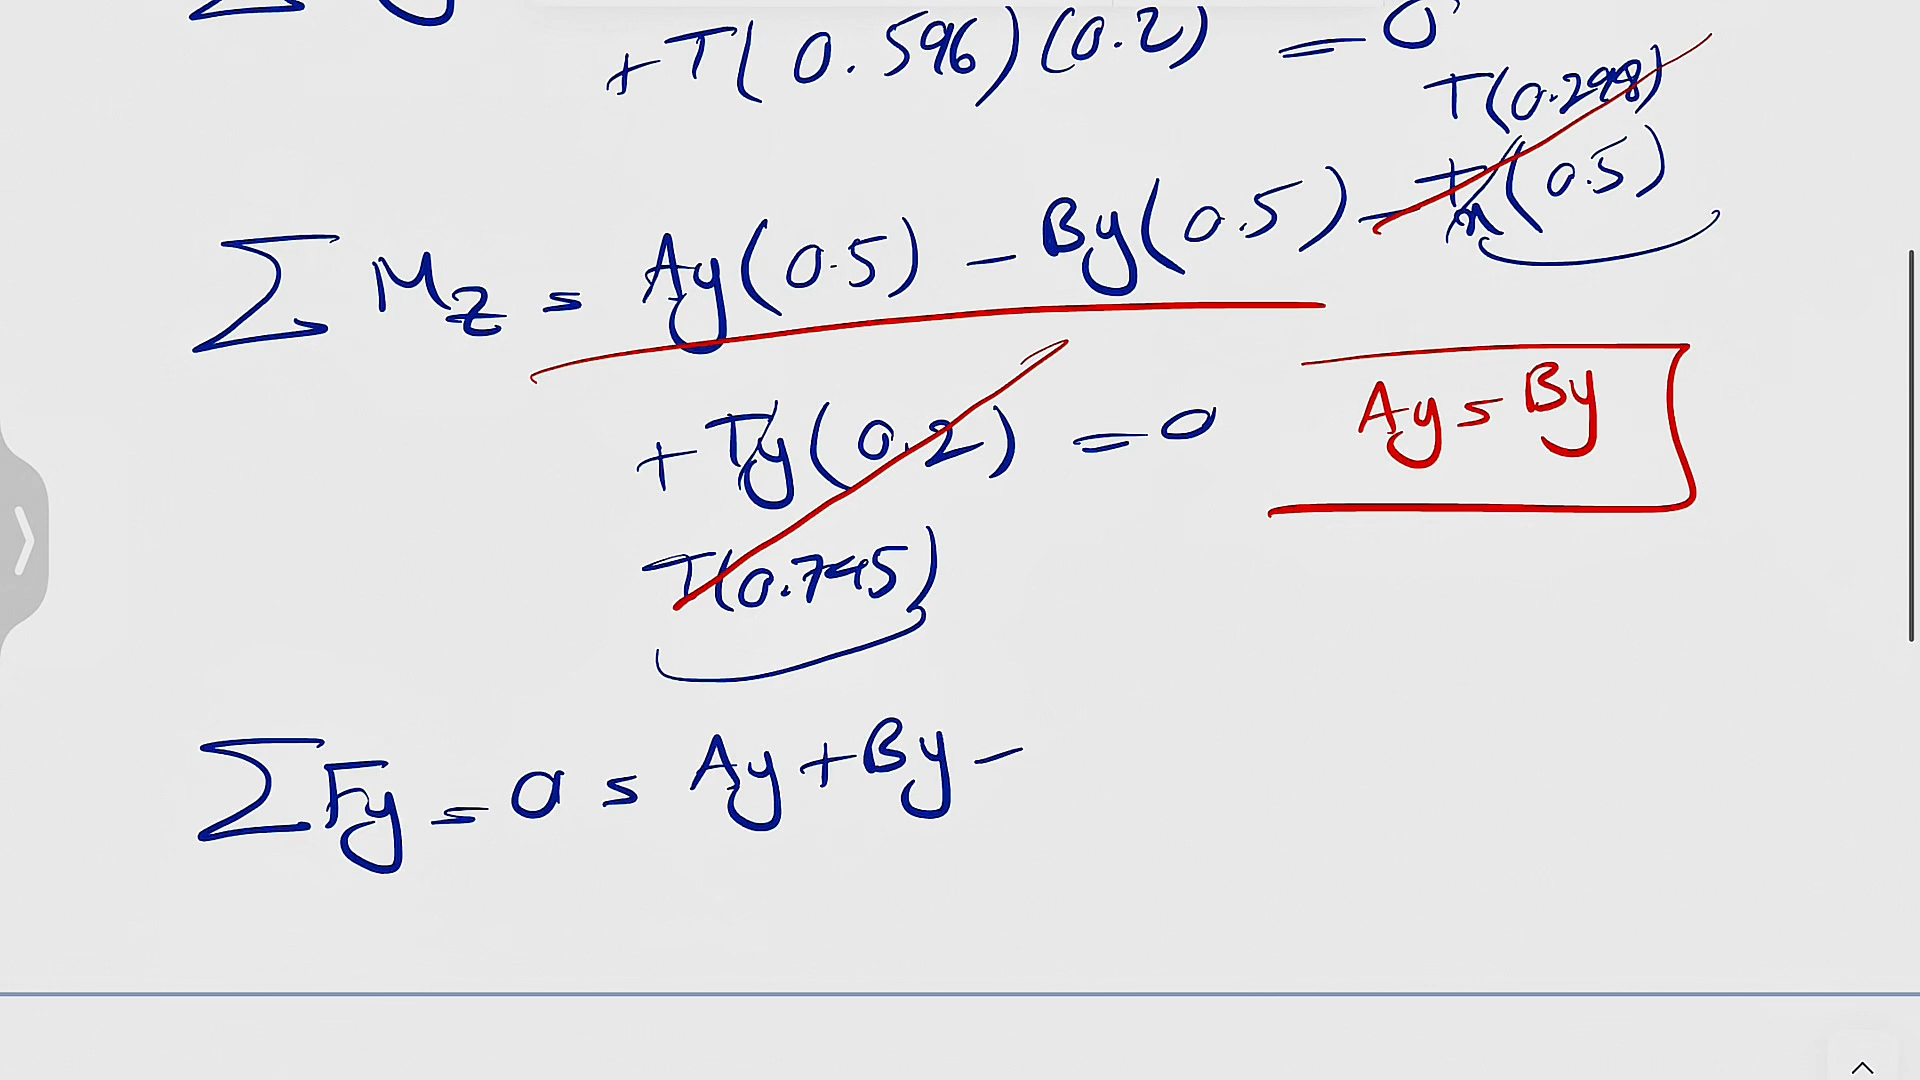 +T(0.596)(0.2) = 0
T(0.298)
ΣMz = Ay(0.5) - By(0.5) - Tx(0.5)
+Ty(0.2) = 0
Ay = By
T(0.745)
ΣFy = 0 = Ay + By -